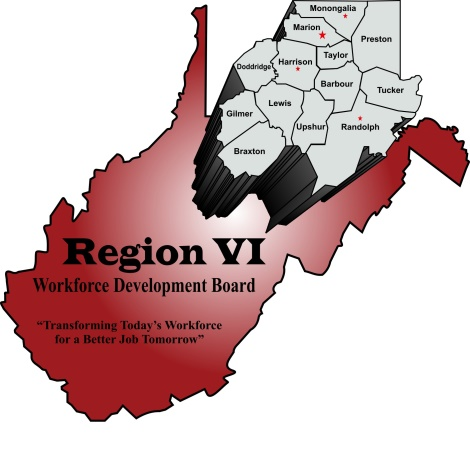 Monongalia
Marion
Preston
Taylor
Harrison
Doddridge
Barbour
Tucker
Lewis
Gilmer
Upshur
Randolph
Braxton
Region VI
Workforce Development Board
“Transforming Today’s Workforce
for a Better Job Tomorrow”